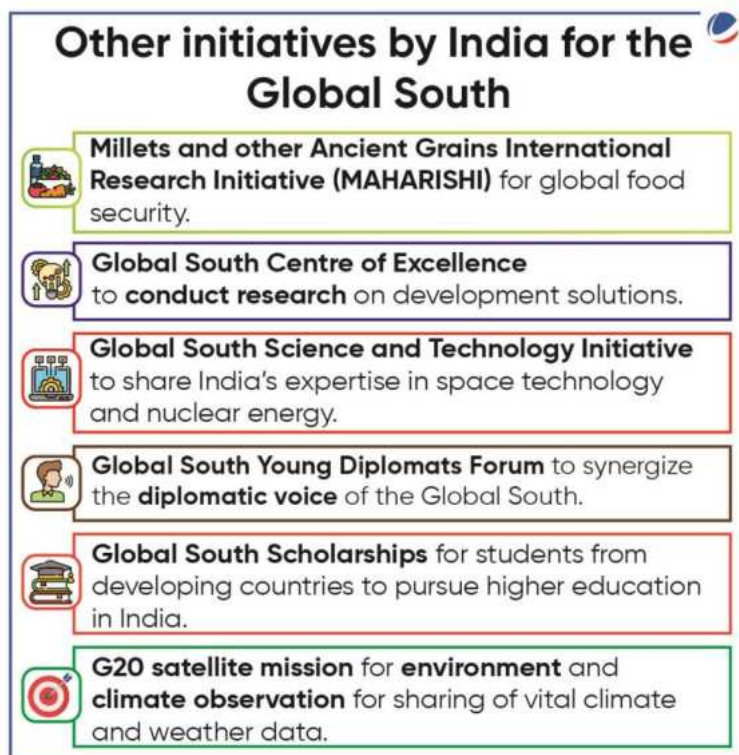 Other initiatives by India for the
Global South
Millets and other Ancient Grains International
Research Initiative (MAHARISHI) for global food
security.
Global South Centre of Excellence
to conduct research on development solutions.
Global South Science and Technology Initiative
to share India's expertise in space technology
and nuclear energy.
Global South Young Diplomats Forum to synergize
the diplomatic voice of the Global South.
Global South Scholarships for students from
developing countries to pursue higher education
in India.
G20 satellite mission for environment and
climate observation for sharing of vital climate
and weather data.